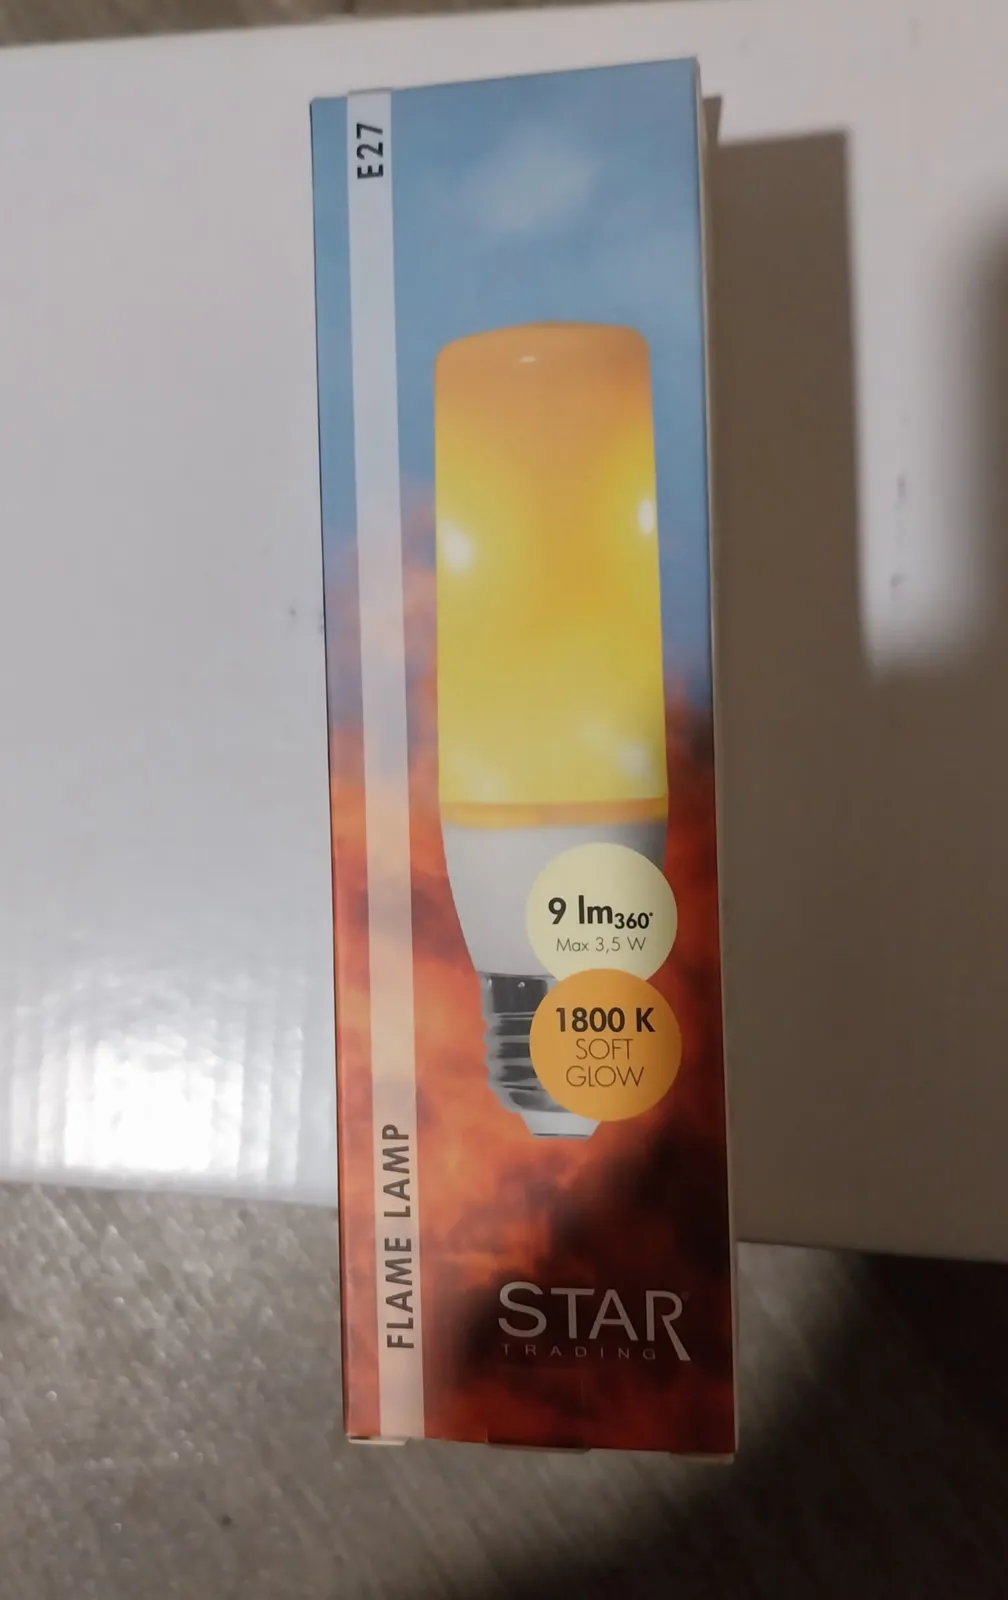 E27
9 lm360°
Max 3,5 W
1800 K
SOFT
GLOW
FLAME LAMP
STAR
TRADING